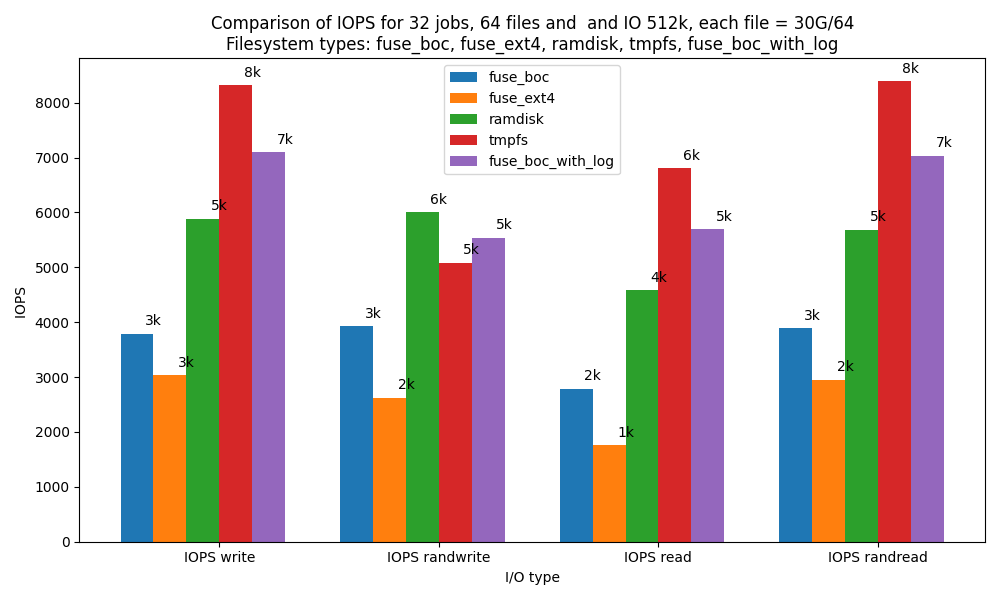 Comparison of IOPS for 32 jobs, 64 files and  and IO 512k, each file = 30G/64
Filesystem types: fuse_boc, fuse_ext4, ramdisk, tmpfs, fuse_boc_with_log
fuse_boc
fuse_ext4
ramdisk
tmpfs
fuse_boc_with_log
IOPS
8000
7000
6000
5000
4000
3000
2000
1000
0
3k
3k
5k
8k
7k
3k
2k
6k
5k
5k
2k
1k
4k
6k
5k
3k
2k
5k
8k
7k
IOPS write
IOPS randwrite
IOPS read
IOPS randread
I/O type